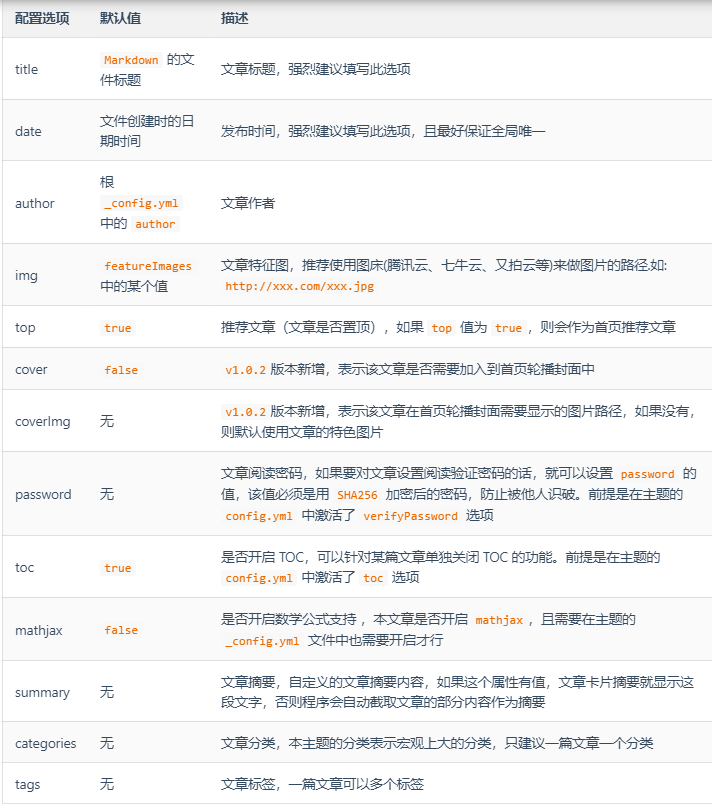 配置选项 默认值 描述
title Markdown 的文件标题 文章标题，强烈建议填写此选项
date 文件创建时的日期时间 发布时间，强烈建议填写此选项，且最好保证全局唯一
author 根 _config.yml 中的 author 文章作者
img featureImages 中的某个值 文章特征图，推荐使用图床(腾讯云、七牛云、又拍云等)来做图片的路径.如: http://xxx.com/xxx.jpg
top true 推荐文章（文章是否置顶），如果 top 值为 true，则会作为首页推荐文章
cover false v1.0.2 版本新增，表示该文章是否需要加入到首页轮播封面中
coverImg 无 v1.0.2 版本新增，表示该文章在首页轮播封面需要显示的图片路径，如果没有，则默认使用文章的特色图片
password 无 文章阅读密码，如果要对文章设置阅读验证密码的话，就可以设置 password 的值，该值必须是用 SHA256 加密后的密码，防止被他人识破。前提是在主题的 config.yml 中激活了 verifyPassword 选项
toc true 是否开启 TOC，可以针对某篇文章单独关闭 TOC 的功能。前提是在主题的 config.yml 中激活了 toc 选项
mathjax false 是否开启数学公式支持 ，本文章是否开启 mathjax，且需要在主题的 _config.yml 文件中也需要开启才行
summary 无 文章摘要，自定义的文章摘要内容，如果这个属性有值，文章卡片摘要就显示这段文字，否则程序会自动截取文章的部分内容作为摘要
categories 无 文章分类，本主题的分类表示宏观上大的分类，只建议一篇文章一个分类
tags 无 文章标签，一篇文章可以多个标签